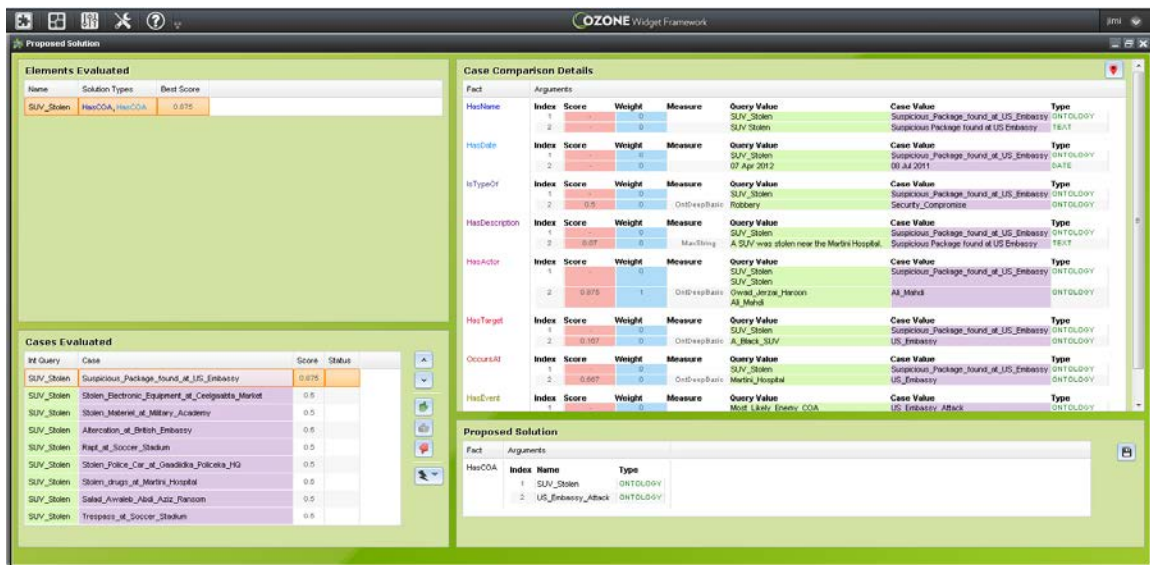 OZONE Widget Framework
jimi
Proposed Solution
Elements Evaluated
Name Solution Types Best Score
SUV_Stolen HasCOA, HasCOA 0.875
Cases Evaluated
Int Query Case Score Status
SUV_Stolen Suspicious_Package_found_at_US_Embassy 0.875
SUV_Stolen Stolen_Electronic_Equipment_at_Ceelgaabta_Market 0.5
SUV_Stolen Stolen_Materiel_at_Military_Academy 0.5
SUV_Stolen Altercation_at_British_Embassy 0.5
SUV_Stolen Rapt_at_Soccer_Stadium 0.5
SUV_Stolen Stolen_Police_Car_at_Gaadiidka_Policeika_HQ 0.5
SUV_Stolen Stolen_drugs_at_Martini_Hospital 0.5
SUV_Stolen Salad_Awaleb_Abdi_Aziz_Ransom 0.5
SUV_Stolen Trespass_at_Soccer_Stadium 0.5
Case Comparison Details
Fact Arguments
HasName Index Score Weight Measure Query Value Case Value Type
1 - 0 SUV_Stolen Suspicious_Package_found_at_US_Embassy ONTOLOGY
2 - 0 SUV Stolen Suspicious Package found at US Embassy TEXT
HasDate Index Score Weight Measure Query Value Case Value Type
1 - 0 SUV_Stolen Suspicious_Package_found_at_US_Embassy ONTOLOGY
2 - 0 07 Apr 2012 08 Jul 2011 DATE
IsTypeOf Index Score Weight Measure Query Value Case Value Type
1 - 0 SUV_Stolen Suspicious_Package_found_at_US_Embassy ONTOLOGY
2 0.5 0 OntDeepBasic Robbery Security_Compromise ONTOLOGY
HasDescription Index Score Weight Measure Query Value Case Value Type
1 - 0 SUV_Stolen Suspicious_Package_found_at_US_Embassy ONTOLOGY
2 0.07 0 MaxString A SUV was stolen near the Martini Hospital. Suspicious Package found at US Embassy TEXT
HasActor Index Score Weight Measure Query Value Case Value Type
1 - 0 SUV_Stolen Suspicious_Package_found_at_US_Embassy ONTOLOGY
SUV_Stolen
2 0.875 1 OntDeepBasic Gwad_Jerzai_Haroon Ali_Mahdi ONTOLOGY
Ali_Mahdi
HasTarget Index Score Weight Measure Query Value Case Value Type
1 - 0 SUV_Stolen Suspicious_Package_found_at_US_Embassy ONTOLOGY
2 0.167 0 OntDeepBasic A_Black_SUV US_Embassy ONTOLOGY
OccursAt Index Score Weight Measure Query Value Case Value Type
1 - 0 SUV_Stolen Suspicious_Package_found_at_US_Embassy ONTOLOGY
2 0.667 0 OntDeepBasic Martini_Hospital US_Embassy ONTOLOGY
HasEvent Index Score Weight Measure Query Value Case Value Type
1 - 0 Most_Likely_Enemy_COA US_Embassy_Attack ONTOLOGY
Proposed Solution
Fact Arguments
HasCOA Index Name Type
1 SUV_Stolen ONTOLOGY
2 US_Embassy_Attack ONTOLOGY